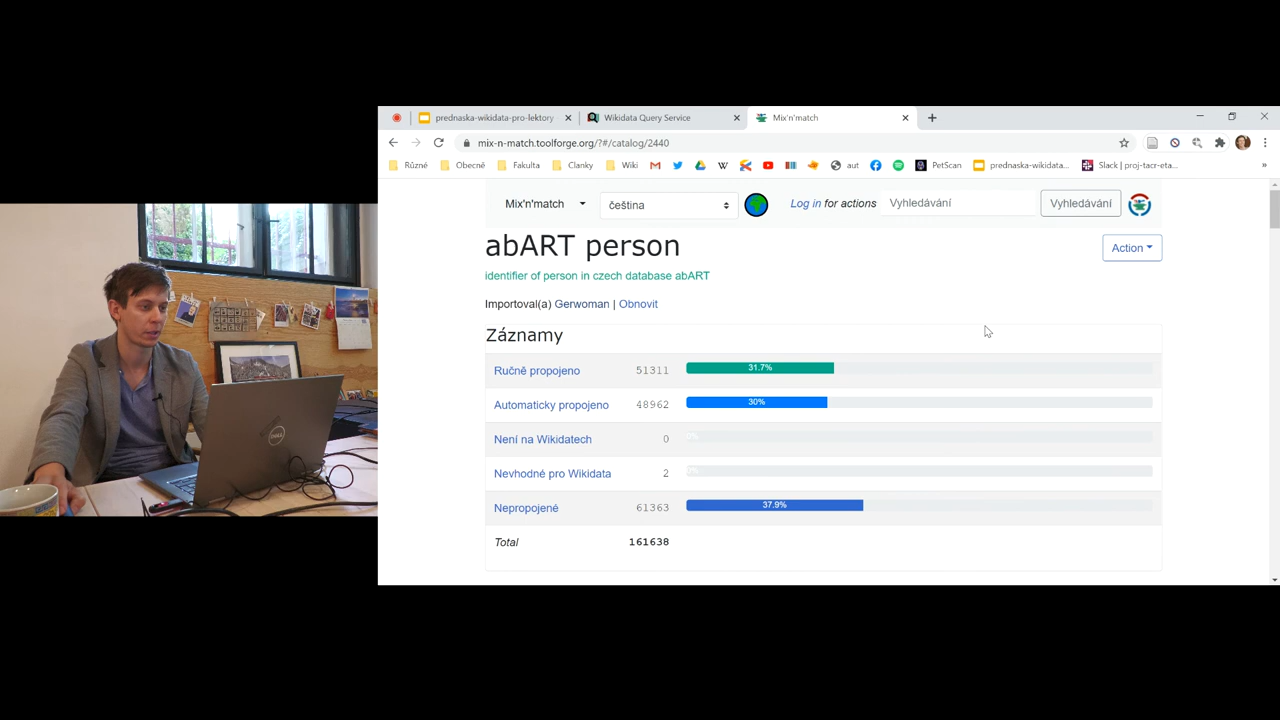 prednaska-wikidata-pro-lektory
Wikidata Query Service
Mix'n'match
mix-n-match.toolforge.org/?#/catalog/2440
Různé
Obecné
Fakulta
Clanky
Wiki
aut
PetScan
prednaska-wikidata...
Slack | proj-tacr-eta...
»
Mix'n'match
čeština
Log in for actions
Vyhledávání
Vyhledávání
abART person
Action
identifier of person in czech database abART
Importoval(a) Gerwoman | Obnovit
Záznamy
Ručně propojeno 51311 31.7%
Automaticky propojeno 48962 30%
Není na Wikidatech 0 0%
Nevhodné pro Wikidata 2 0%
Nepropojené 61363 37.9%
Total 161638
DELL